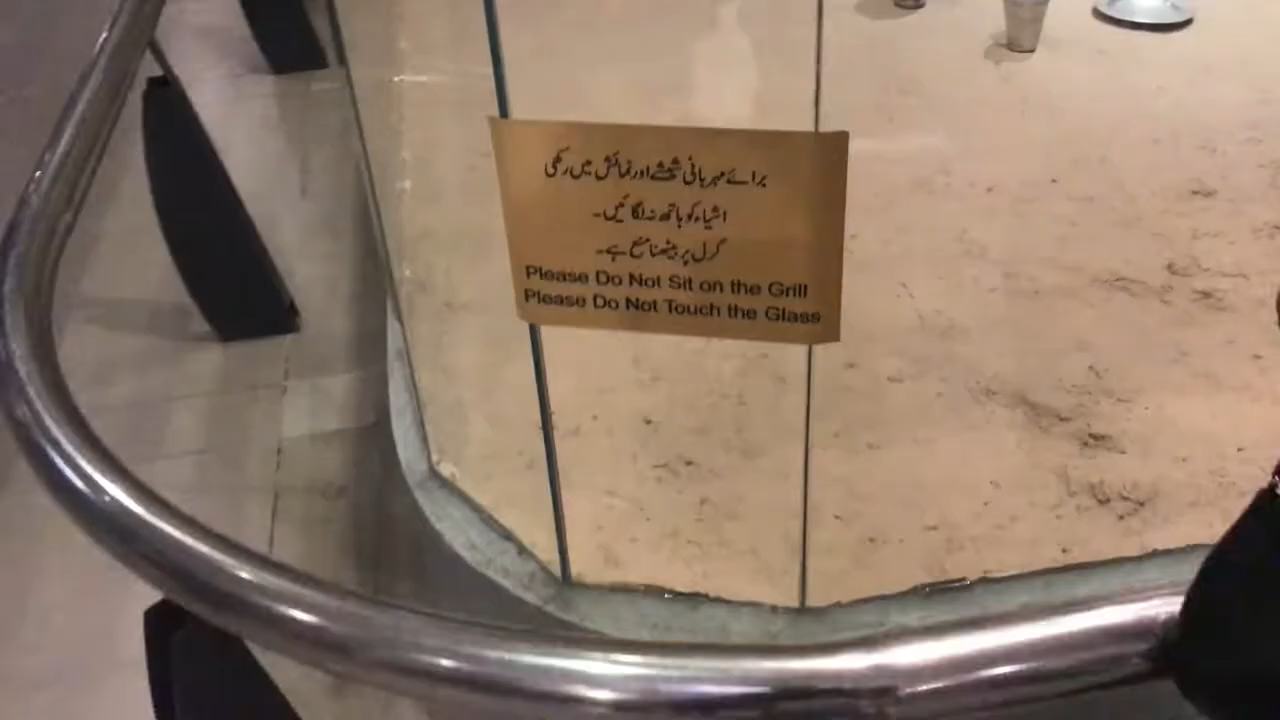 برائے مہربانی شیشے اور نمائش میں رکھی
اشیاء کو ہاتھ نہ لگائیں۔
گرل پر بیٹھنا منع ہے۔
Please Do Not Sit on the Grill
Please Do Not Touch the Glass